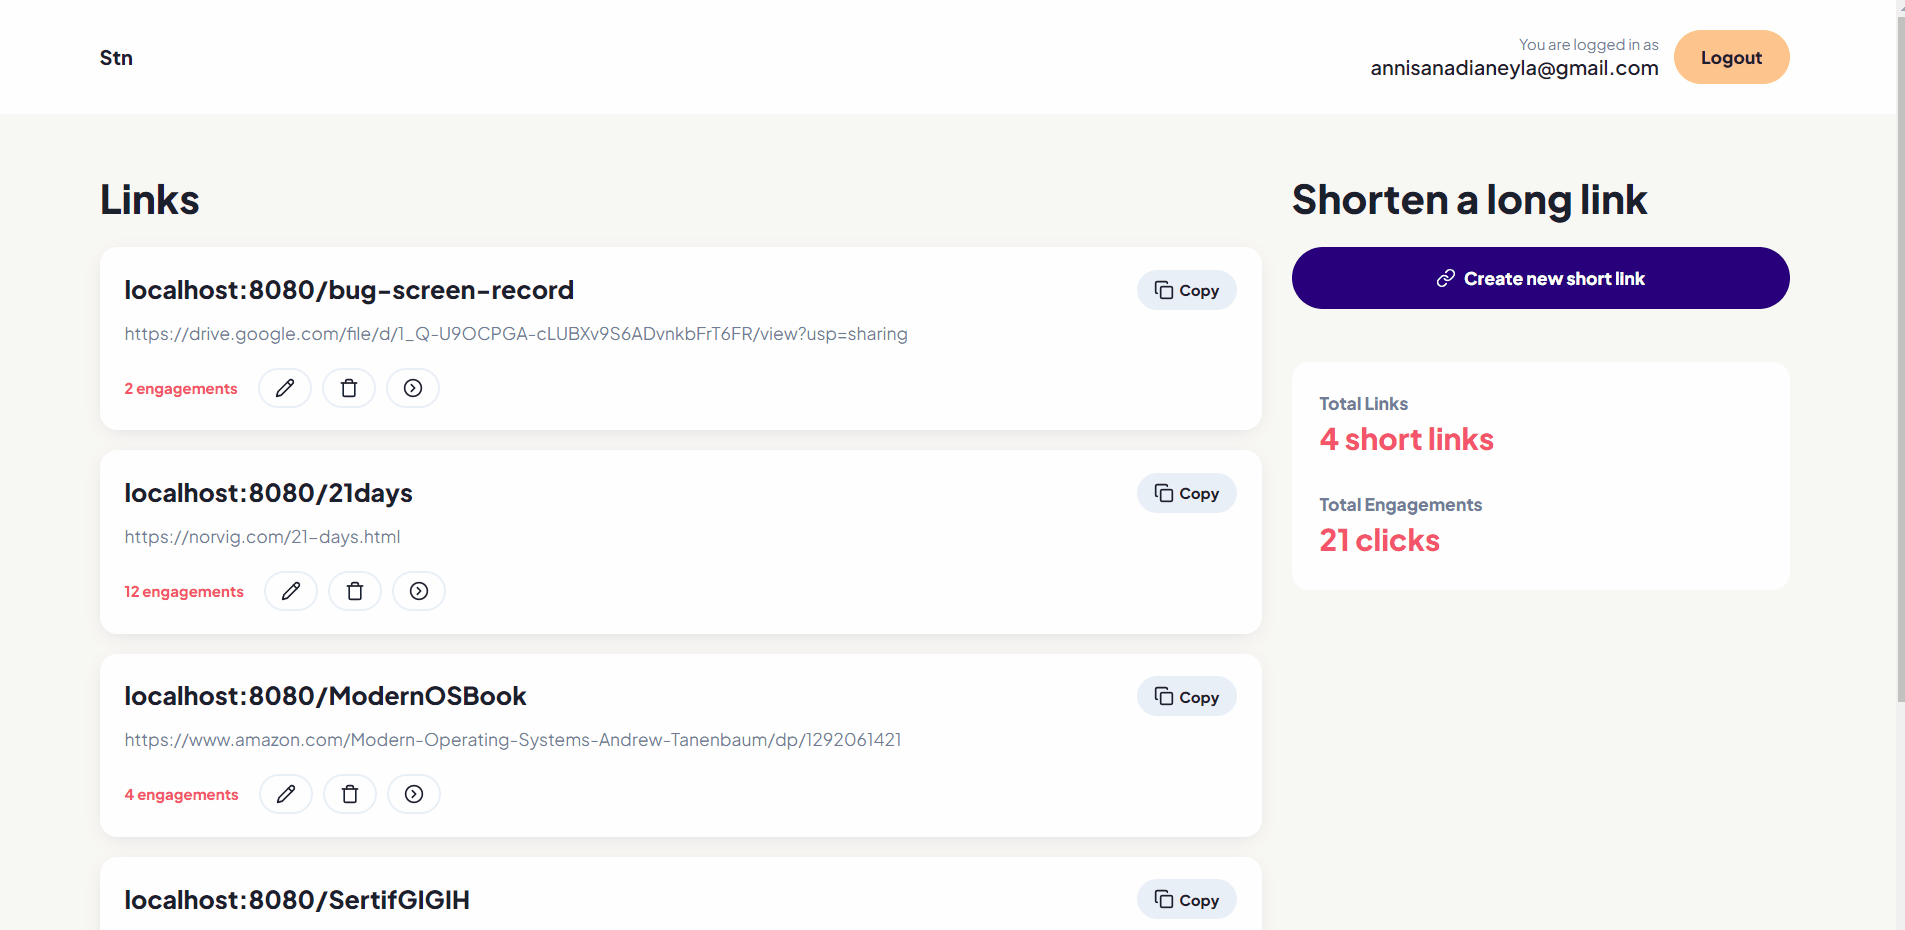 Stn
You are logged in as
annisanadianeyla@gmail.com
Logout
Links
localhost:8080/bug-screen-record
Copy
https://drive.google.com/file/d/1_Q-U9OCPGA-cLUBXv9S6ADvnkbFrT6FR/view?usp=sharing
2 engagements
localhost:8080/21days
Copy
https://norvig.com/21-days.html
12 engagements
localhost:8080/ModernOSBook
Copy
https://www.amazon.com/Modern-Operating-Systems-Andrew-Tanenbaum/dp/1292061421
4 engagements
localhost:8080/SertifGIGIH
Copy
Shorten a long link
Create new short link
Total Links
4 short links
Total Engagements
21 clicks